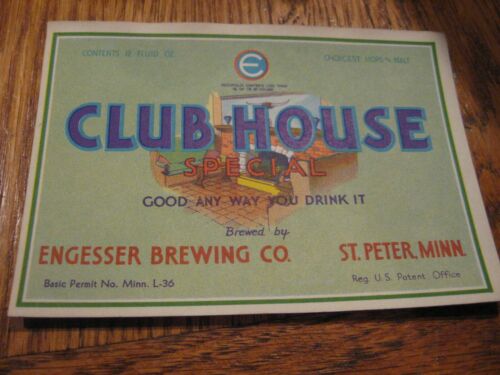 CONTENTS 12 FLUID OZ.
CHOICEST HOPS AND MALT
E
CLUB HOUSE
SPECIAL
GOOD ANY WAY YOU DRINK IT
Brewed by
ENGESSER BREWING CO. ST. PETER, MINN.
Basic Permit No. Minn. L-36
Reg. U.S. Patent Office